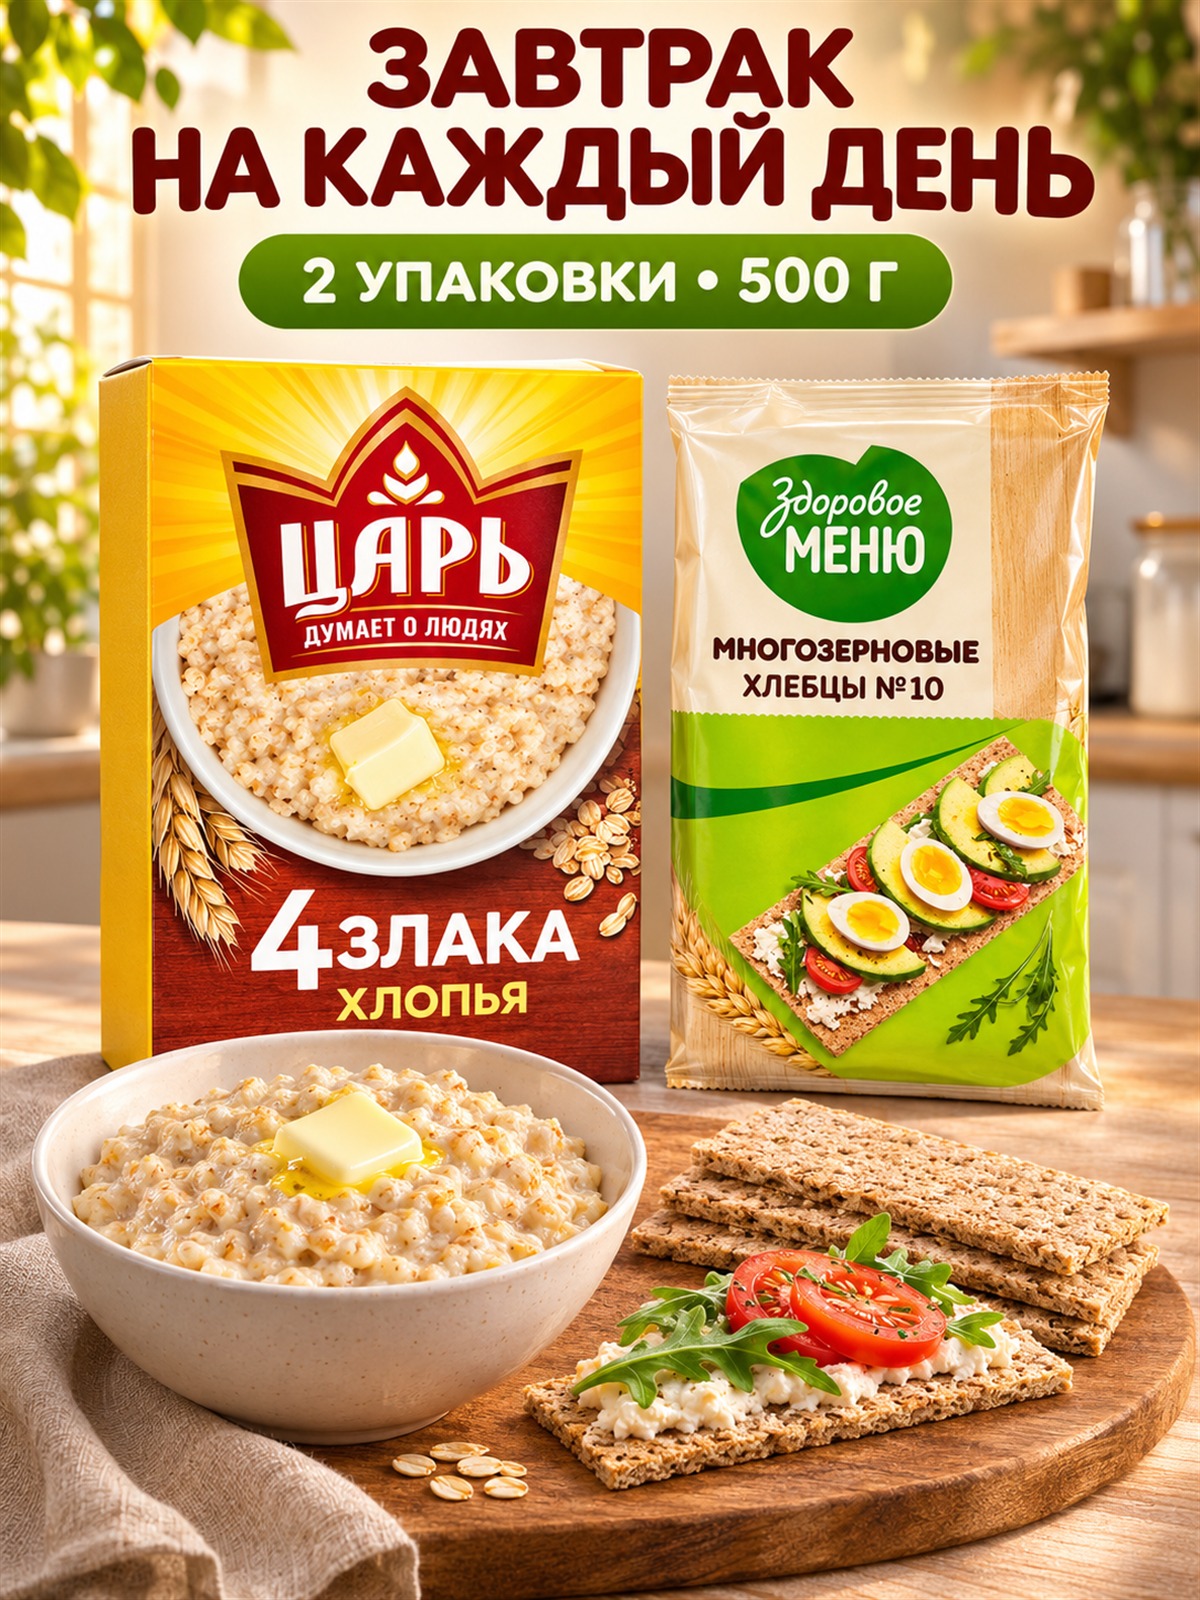 ЗАВТРАК
НА КАЖДЫЙ ДЕНЬ
2 УПАКОВКИ • 500 Г
ЦАРЬ
ДУМАЕТ О ЛЮДЯХ
4 ЗЛАКА
ХЛОПЬЯ
Здоровое
МЕНЮ
МНОГОЗЕРНОВЫЕ
ХЛЕБЦЫ №10